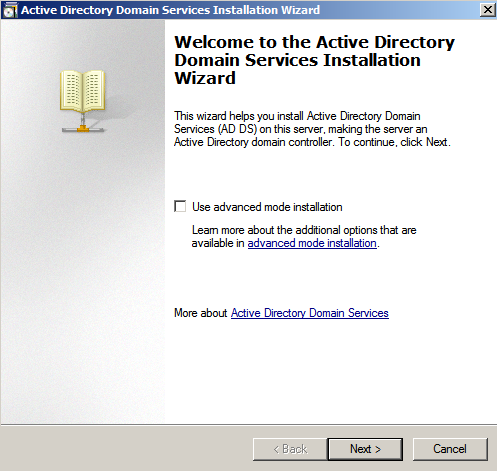 Active Directory Domain Services Installation Wizard
Welcome to the Active Directory
Domain Services Installation
Wizard
This wizard helps you install Active Directory Domain
Services (AD DS) on this server, making the server an
Active Directory domain controller. To continue, click Next.
Use advanced mode installation
Learn more about the additional options that are
available in advanced mode installation.
More about Active Directory Domain Services
< Back Next > Cancel